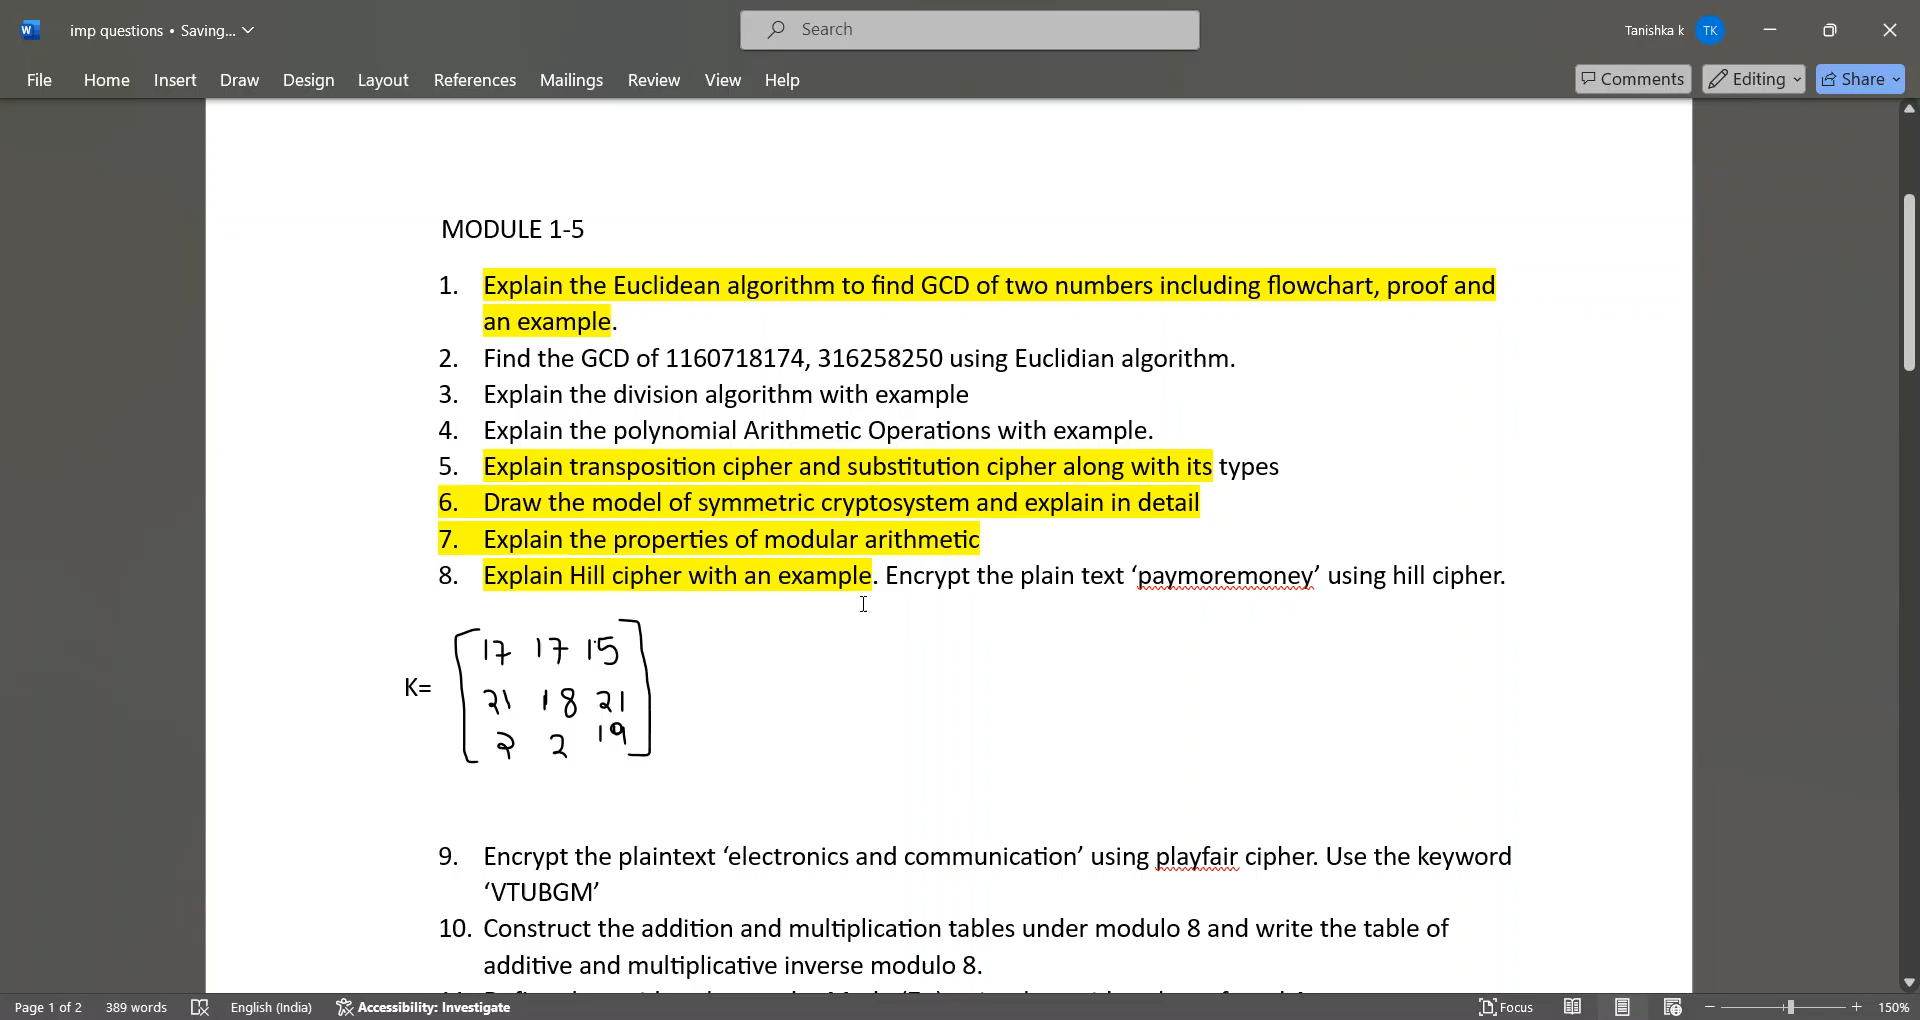 imp questions • Saving...
Search
Tanishka k TK
File Home Insert Draw Design Layout References Mailings Review View Help
Comments Editing Share
MODULE 1-5
1. Explain the Euclidean algorithm to find GCD of two numbers including flowchart, proof and
an example.
2. Find the GCD of 1160718174, 316258250 using Euclidian algorithm.
3. Explain the division algorithm with example
4. Explain the polynomial Arithmetic Operations with example.
5. Explain transposition cipher and substitution cipher along with its types
6. Draw the model of symmetric cryptosystem and explain in detail
7. Explain the properties of modular arithmetic
8. Explain Hill cipher with an example. Encrypt the plain text ‘paymoremoney’ using hill cipher.
17 17 15
K= 21 18 21
2 2 19
9. Encrypt the plaintext ‘electronics and communication’ using playfair cipher. Use the keyword
‘VTUBGM’
10. Construct the addition and multiplication tables under modulo 8 and write the table of
additive and multiplicative inverse modulo 8.
Page 1 of 2 389 words English (India) Accessibility: Investigate Focus 150%